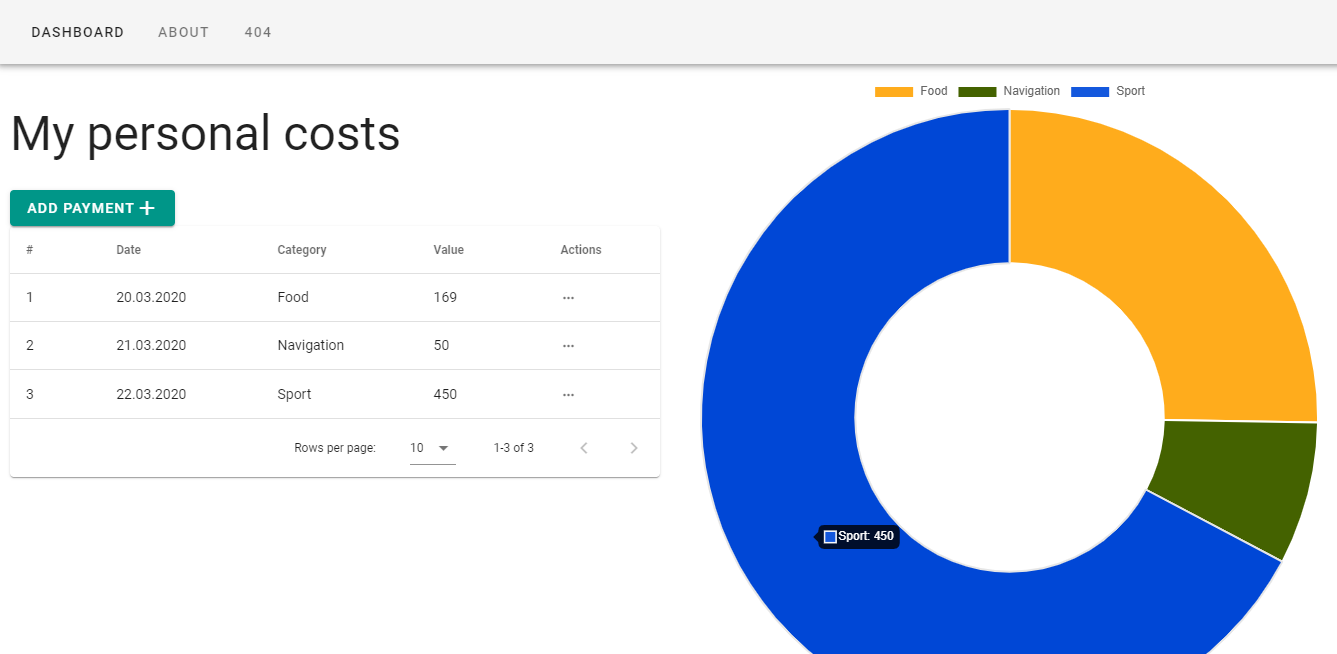 DASHBOARD ABOUT 404
My personal costs
ADD PAYMENT +
# Date Category Value Actions
1 20.03.2020 Food 169 ...
2 21.03.2020 Navigation 50 ...
3 22.03.2020 Sport 450 ...
Rows per page: 10 1-3 of 3
Food Navigation Sport
Sport: 450